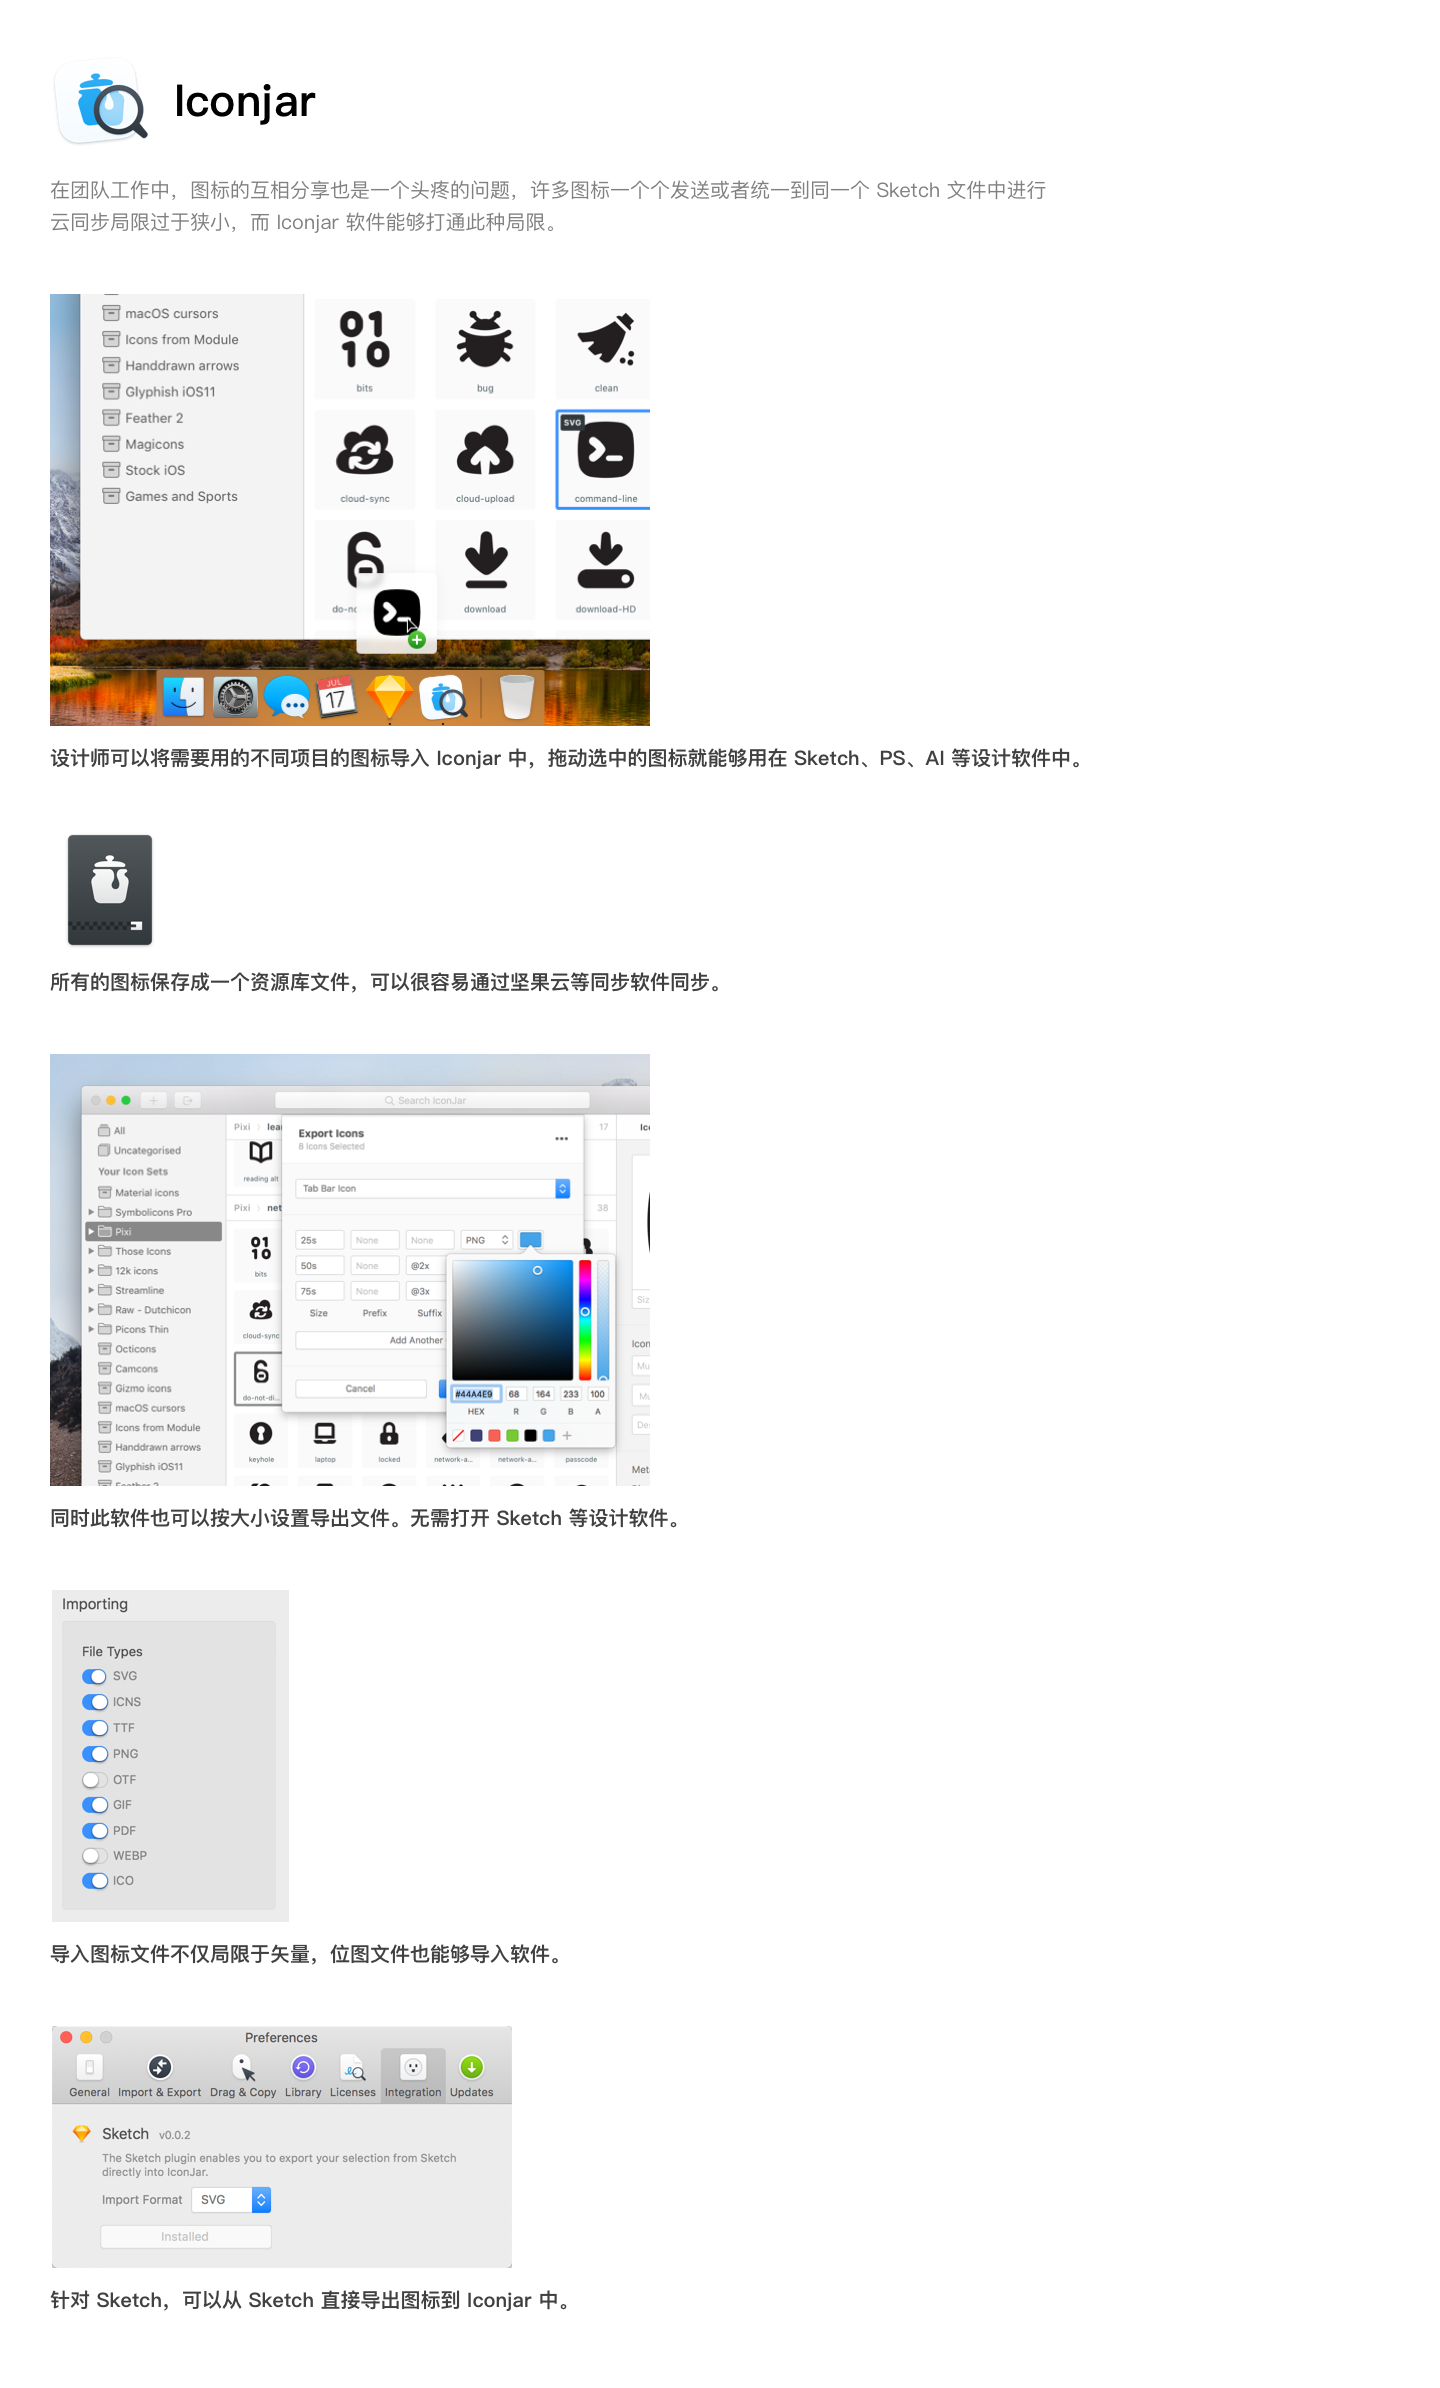 Iconjar
在团队工作中，图标的互相分享也是一个头疼的问题，许多图标一个个发送或者统一到同一个 Sketch 文件中进行
云同步局限过于狭小，而 Iconjar 软件能够打通此种局限。
macOS cursors
Icons from Module
Handdrawn arrows
Glyphish iOS11
Feather 2
Magicons
Stock iOS
Games and Sports
bits
bug
clean
SVG
cloud-sync
cloud-upload
command-line
do-no
download
download-HD
JUL
17
设计师可以将需要用的不同项目的图标导入 Iconjar 中，拖动选中的图标就能够用在 Sketch、PS、AI 等设计软件中。
所有的图标保存成一个资源库文件，可以很容易通过坚果云等同步软件同步。
Search IconJar
All
Uncategorised
Your Icon Sets
Material icons
Symbolicons Pro
Pixi
Those Icons
12k icons
Streamline
Raw - Dutchicon
Picons Thin
Octicons
Camcons
Gizmo icons
macOS cursors
Icons from Module
Handdrawn arrows
Glyphish iOS11
Feather 2
Pixi > lear
17
reading alt
Pixi > net
38
bits
cloud-sync
do-not-di...
keyhole
laptop
locked
network-a...
network-a...
passcode
Export Icons
8 Icons Selected
Tab Bar Icon
25s None None PNG
50s None @2x
75s None @3x
Size Prefix Suffix
Add Another
Cancel
#44A4E9 68 164 233 100
HEX R G B A
Siz
Icon
Mu
Mu
Des
Meta
同时此软件也可以按大小设置导出文件。无需打开 Sketch 等设计软件。
Importing
File Types
SVG
ICNS
TTF
PNG
OTF
GIF
PDF
WEBP
ICO
导入图标文件不仅局限于矢量，位图文件也能够导入软件。
Preferences
General Import & Export Drag & Copy Library Licenses Integration Updates
Sketch v0.0.2
The Sketch plugin enables you to export your selection from Sketch
directly into IconJar.
Import Format SVG
Installed
针对 Sketch，可以从 Sketch 直接导出图标到 Iconjar 中。